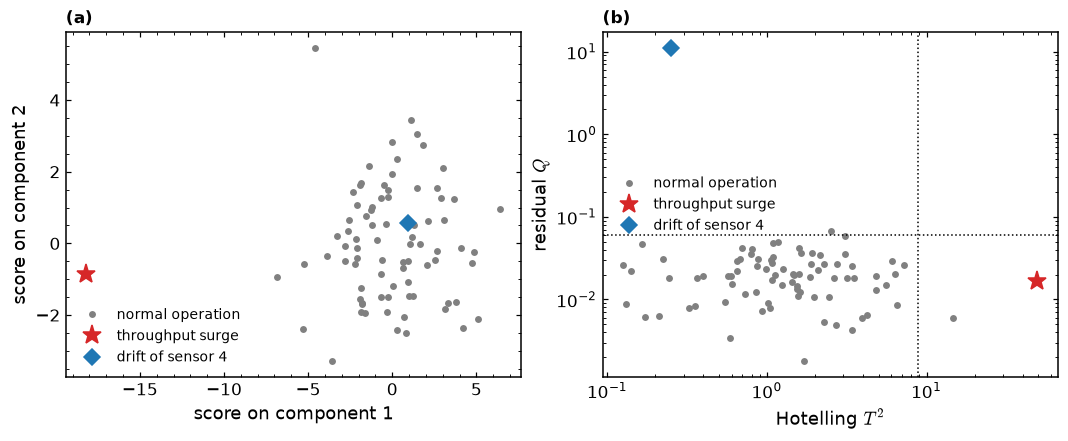 (a)
score on component 2
4
2
0
−2
normal operation
throughput surge
drift of sensor 4
−15
−10
−5
0
5
score on component 1
(b)
residual Q
10¹
10⁰
10⁻¹
10⁻²
normal operation
throughput surge
drift of sensor 4
10⁻¹
10⁰
10¹
Hotelling T²